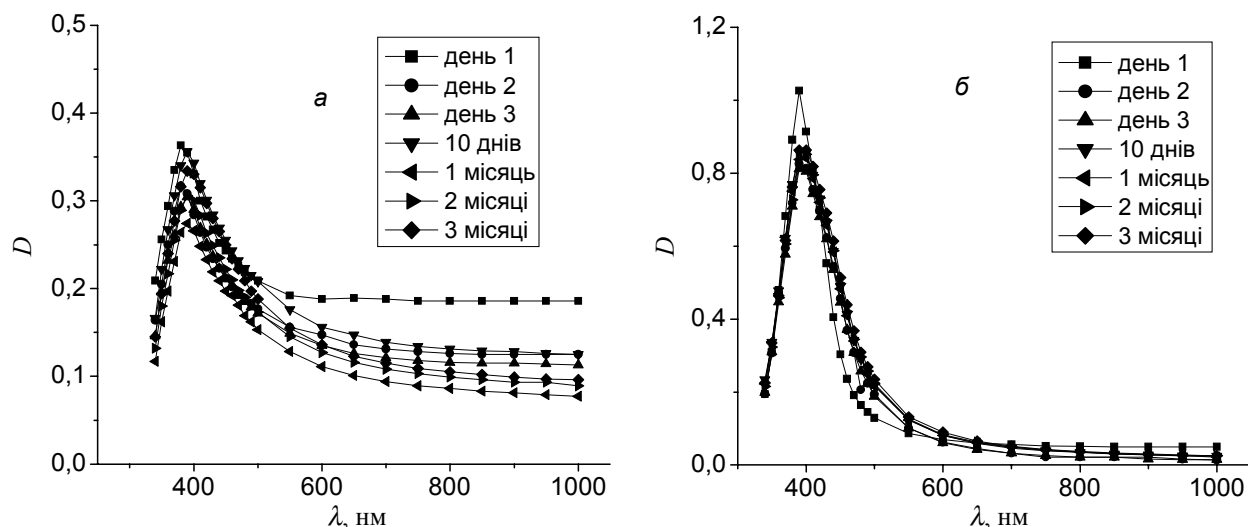 0,5
0,4
0,3
0,2
0,1
0,0
D
400
600
800
1000
λ, нм
а
день 1
день 2
день 3
10 днів
1 місяць
2 місяці
3 місяці
1,2
0,8
0,4
0,0
D
400
600
800
1000
λ, нм
б
день 1
день 2
день 3
10 днів
1 місяць
2 місяці
3 місяці